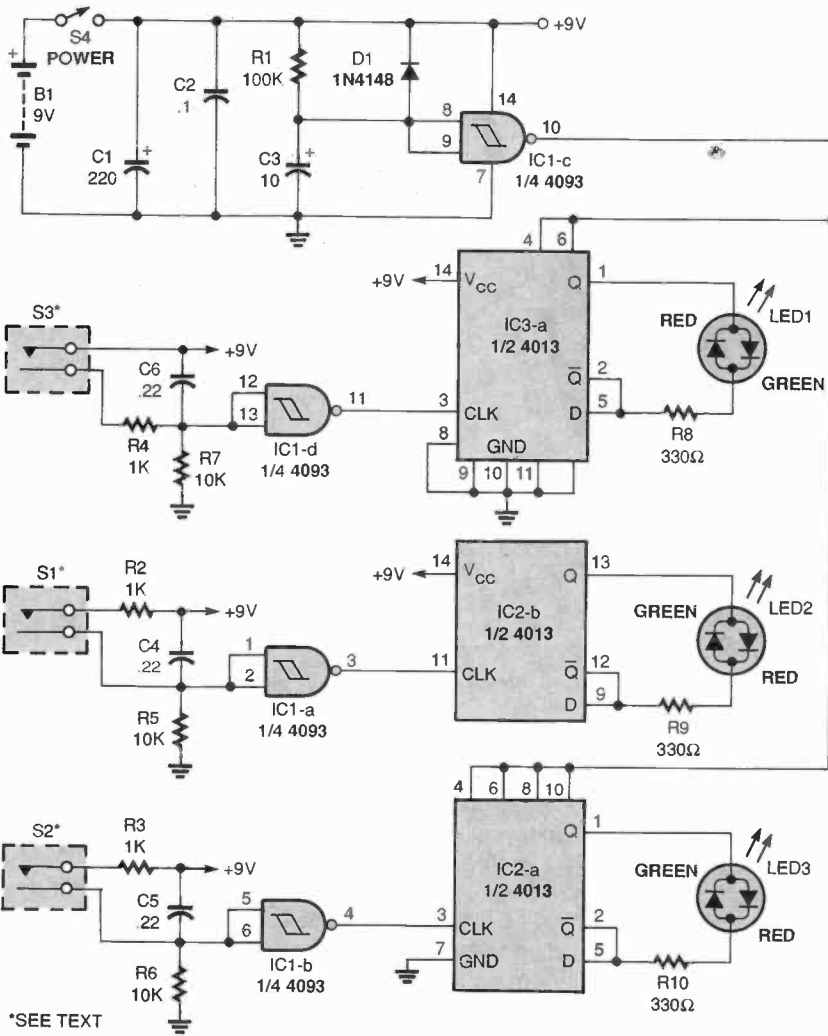 S4
POWER
+
B1
9V
C1
220
+
C2
.1
R1
100K
C3
10
+
D1
1N4148
+9V
14
8
9
10
7
IC1-c
1/4 4093
S3*
+9V
C6
.22
R4
1K
R7
10K
12
13
11
IC1-d
1/4 4093
+9V
14
VCC
4
6
IC3-a
1/2 4013
Q
1
Q
2
D
5
3
CLK
8
GND
9
10
11
RED
LED1
GREEN
R8
330Ω
S1*
R2
1K
+9V
C4
.22
R5
10K
1
2
3
IC1-a
1/4 4093
+9V
14
VCC
IC2-b
1/2 4013
Q
13
Q
12
D
9
11
CLK
GREEN
LED2
RED
R9
330Ω
S2*
R3
1K
+9V
C5
.22
R6
10K
5
6
4
IC1-b
1/4 4093
4
6
8
10
IC2-a
1/2 4013
Q
1
Q
2
D
5
3
CLK
7
GND
GREEN
LED3
RED
R10
330Ω
*SEE TEXT